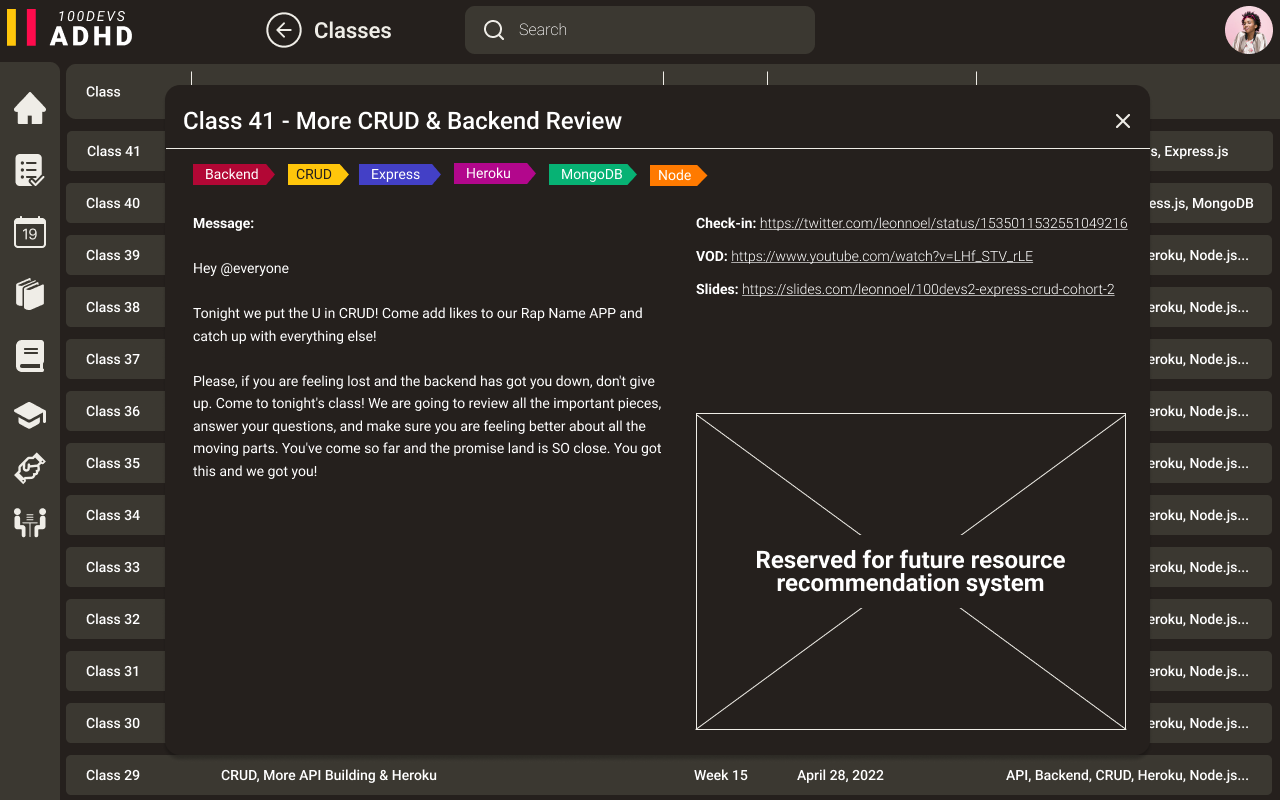 100DEVS
ADHD
Classes
Search
19
Class
Class 41
s, Express.js
Class 40
ess.js, MongoDB
Class 39
eroku, Node.js...
Class 38
eroku, Node.js...
Class 37
eroku, Node.js...
Class 36
eroku, Node.js...
Class 35
eroku, Node.js...
Class 34
eroku, Node.js...
Class 33
eroku, Node.js...
Class 32
eroku, Node.js...
Class 31
eroku, Node.js...
Class 30
eroku, Node.js...
Class 29 CRUD, More API Building & Heroku Week 15 April 28, 2022 API, Backend, CRUD, Heroku, Node.js...
Class 41 - More CRUD & Backend Review
Backend CRUD Express Heroku MongoDB Node
Message:
Hey @everyone
Tonight we put the U in CRUD! Come add likes to our Rap Name APP and
catch up with everything else!
Please, if you are feeling lost and the backend has got you down, don't give
up. Come to tonight's class! We are going to review all the important pieces,
answer your questions, and make sure you are feeling better about all the
moving parts. You've come so far and the promise land is SO close. You got
this and we got you!
Check-in: https://twitter.com/leonnoel/status/1535011532551049216
VOD: https://www.youtube.com/watch?v=LHf_STV_rLE
Slides: https://slides.com/leonnoel/100devs2-express-crud-cohort-2
Reserved for future resource
recommendation system